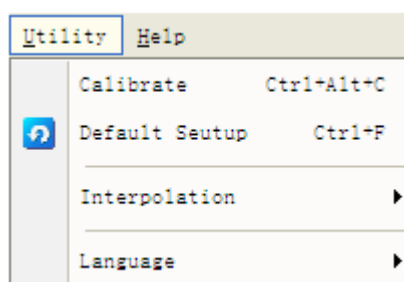 Utility Help
Calibrate Ctrl+Alt+C
Default Seutup Ctrl+F
Interpolation
Language